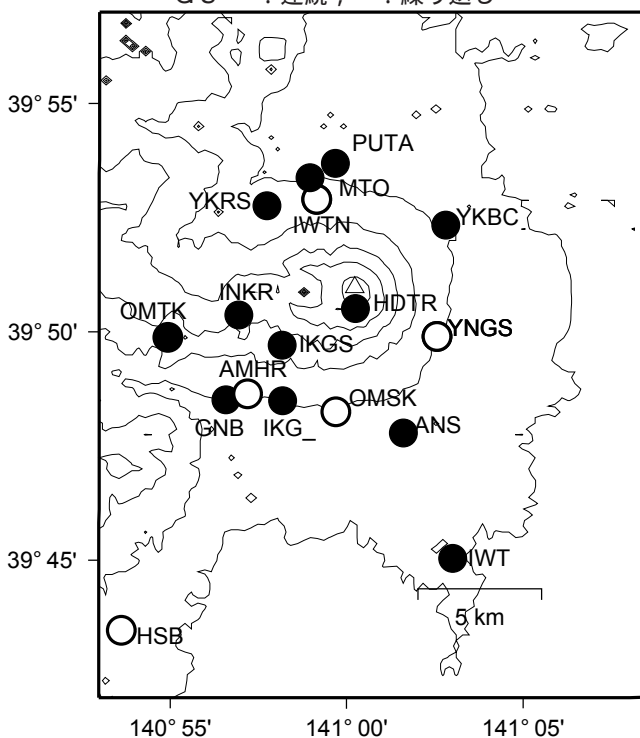 39° 55'
PUTA
MTO
YKRS
IWTN
YKBC
INKR
HDTR
OMTK
39° 50'
YNGS
IKGS
AMHR
OMSK
GNB
IKG_
ANS
39° 45'
IWT
5 km
HSB
140° 55'
141° 00'
141° 05'